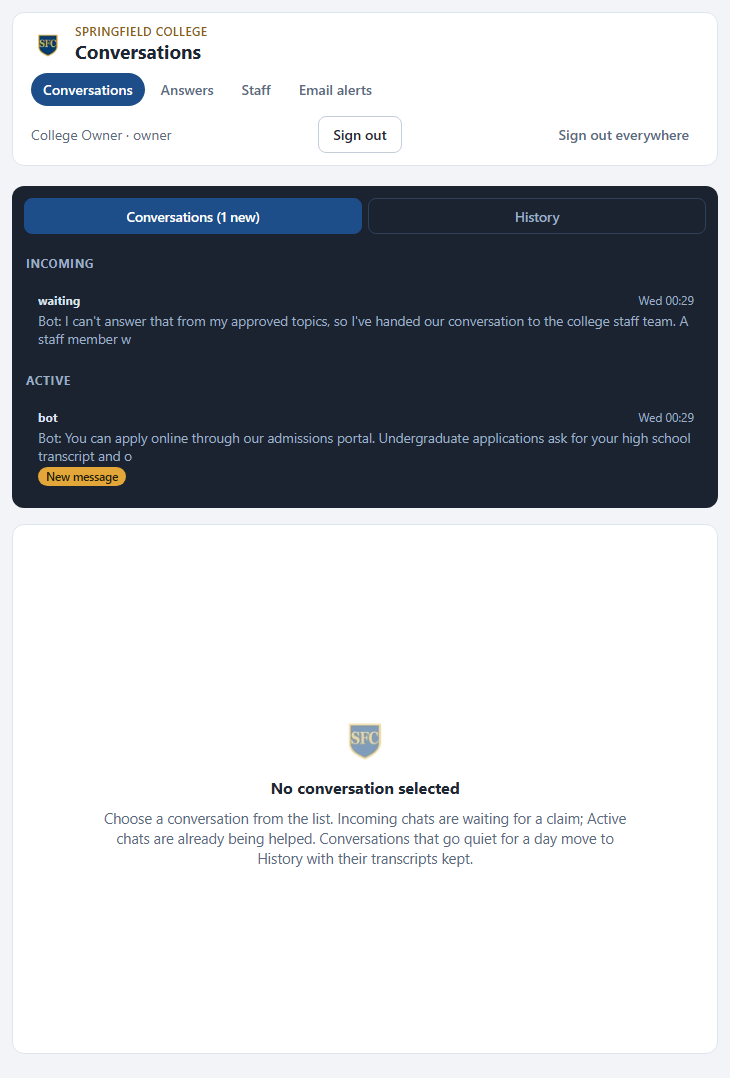 SFC
SPRINGFIELD COLLEGE
Conversations
Conversations
Answers
Staff
Email alerts
College Owner · owner
Sign out
Sign out everywhere
Conversations (1 new)
History
INCOMING
waiting
Wed 00:29
Bot: I can't answer that from my approved topics, so I've handed our conversation to the college staff team. A
staff member w
ACTIVE
bot
Wed 00:29
Bot: You can apply online through our admissions portal. Undergraduate applications ask for your high school
transcript and o
New message
SFC
No conversation selected
Choose a conversation from the list. Incoming chats are waiting for a claim; Active
chats are already being helped. Conversations that go quiet for a day move to
History with their transcripts kept.